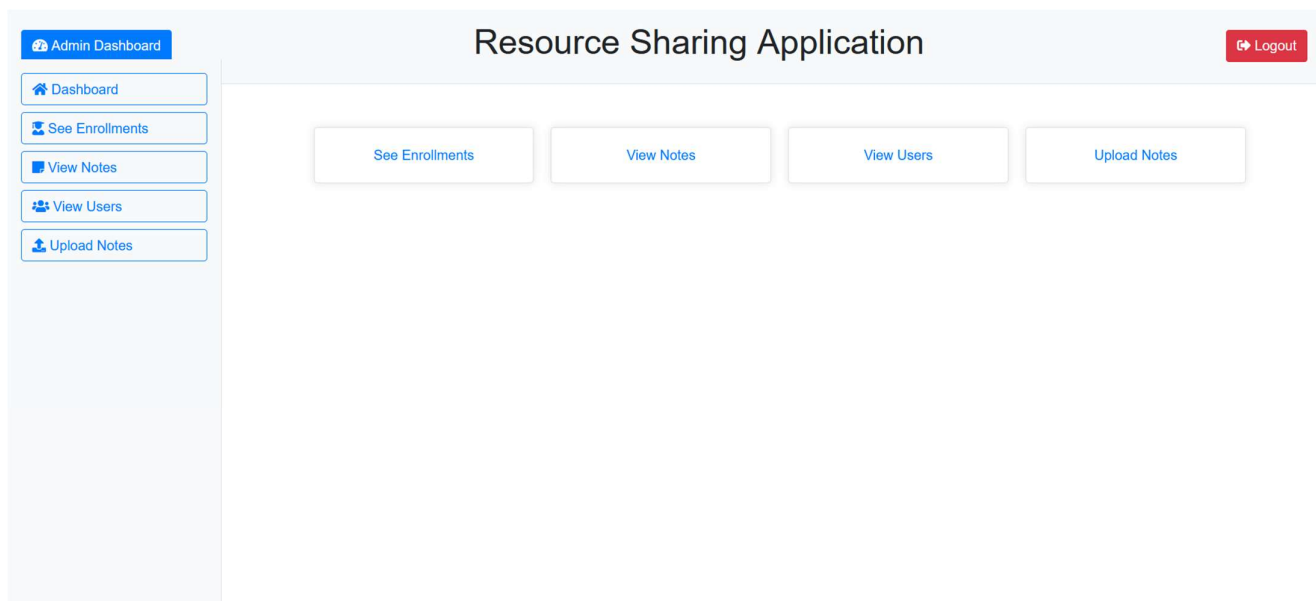 Admin Dashboard
Resource Sharing Application
Logout
Dashboard
See Enrollments
View Notes
View Users
Upload Notes
See Enrollments
View Notes
View Users
Upload Notes